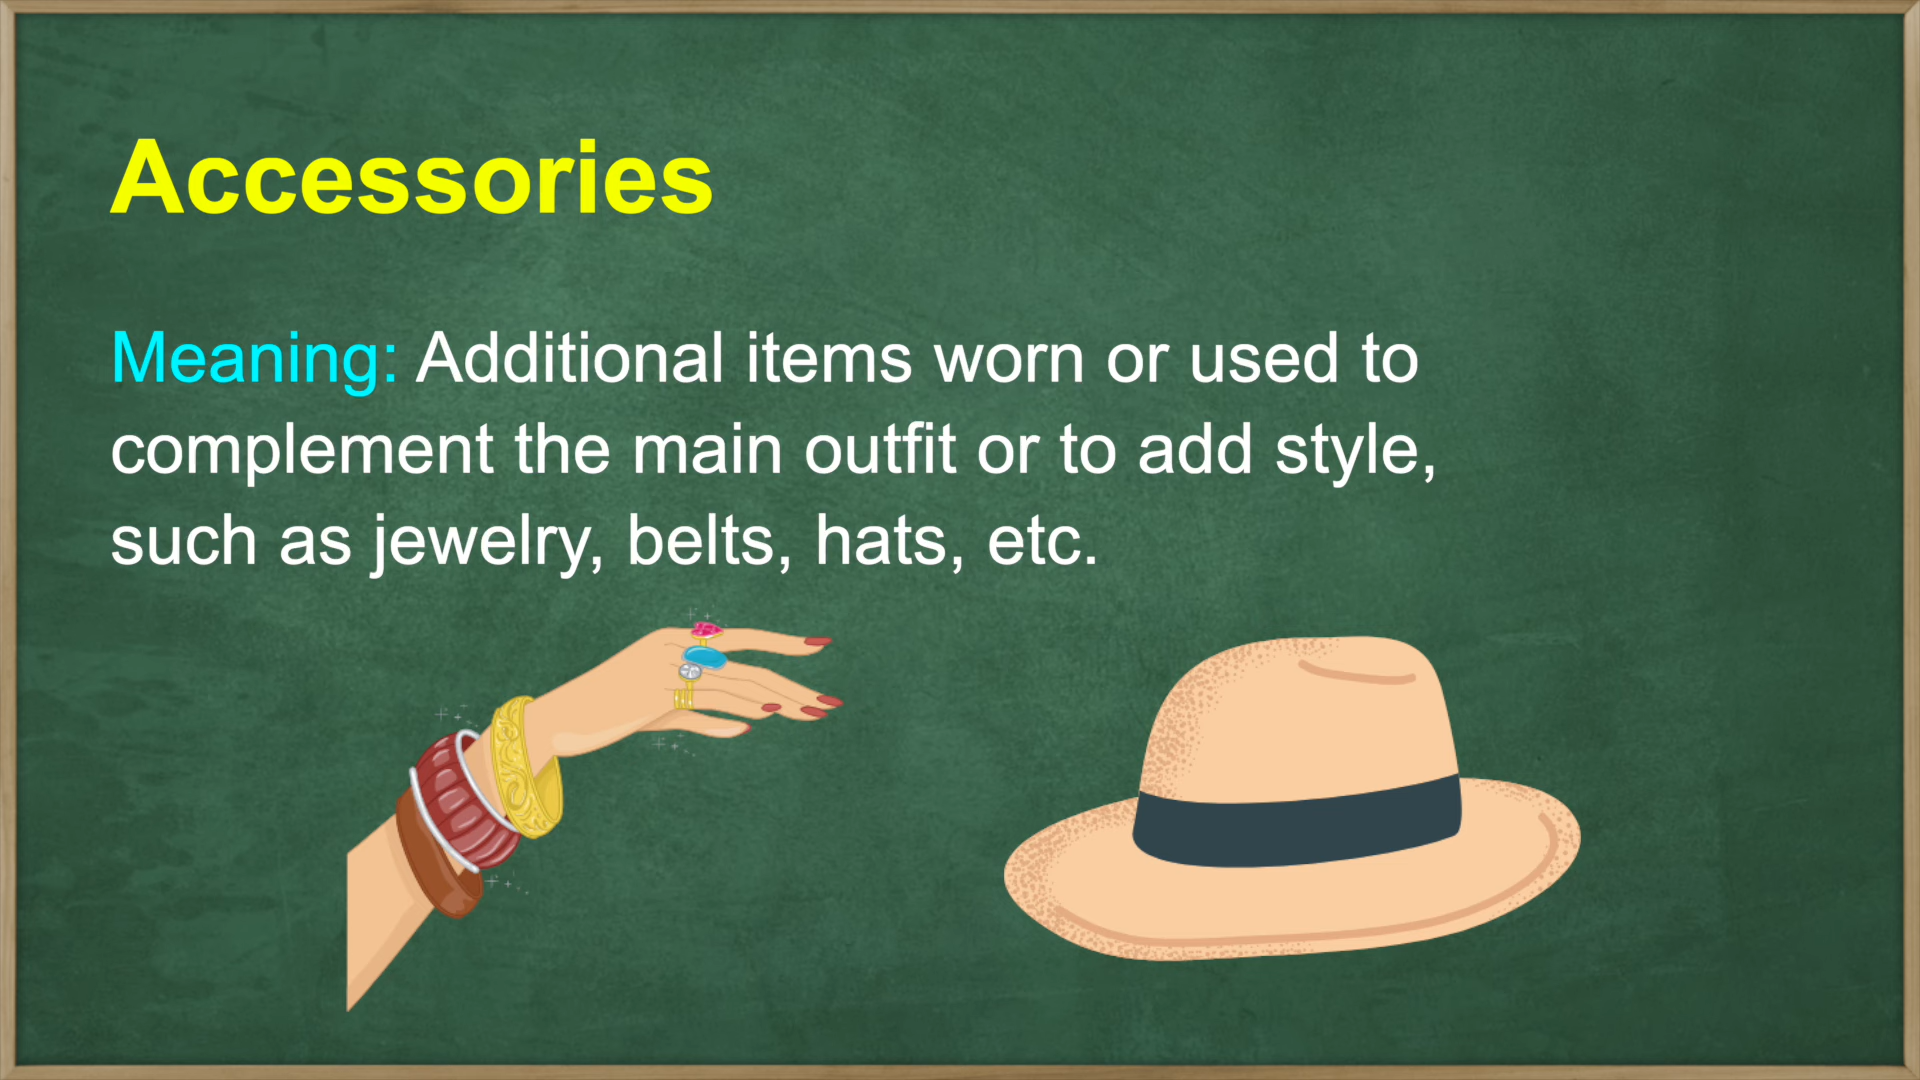 Accessories
Meaning: Additional items worn or used to
complement the main outfit or to add style,
such as jewelry, belts, hats, etc.